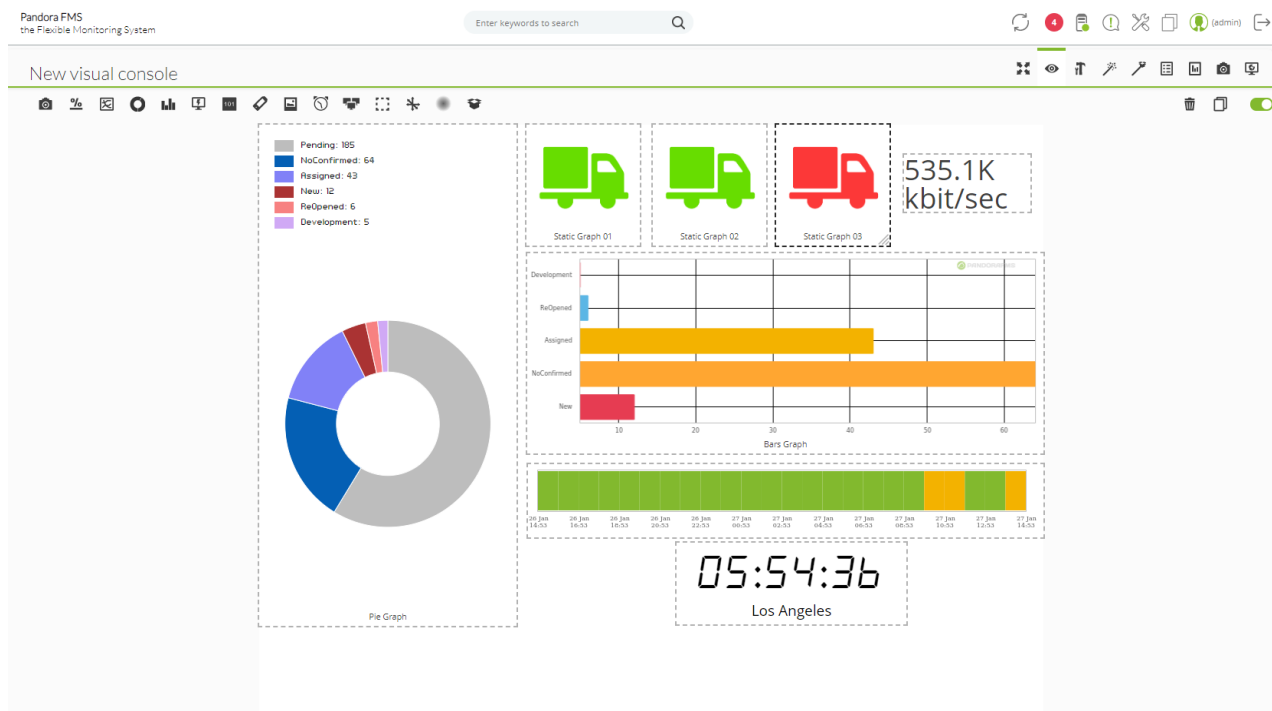 Pandora FMS
the Flexible Monitoring System
Enter keywords to search
4
(admin)
New visual console
%
101
Pending: 185
NoConfirmed: 64
Assigned: 43
New: 12
ReOpened: 6
Development: 5
Pie Graph
Static Graph 01
Static Graph 02
Static Graph 03
535.1K
kbit/sec
PANDORAFMS
Development
ReOpened
Assigned
NoConfirmed
New
10 20 30 40 50 60
Bars Graph
26 Jan 26 Jan 26 Jan 26 Jan 26 Jan 27 Jan 27 Jan 27 Jan 27 Jan 27 Jan 27 Jan 27 Jan 27 Jan
14:53 16:53 18:53 20:53 22:53 00:53 02:53 04:53 06:53 08:53 10:53 12:53 14:53
05:54:36
Los Angeles